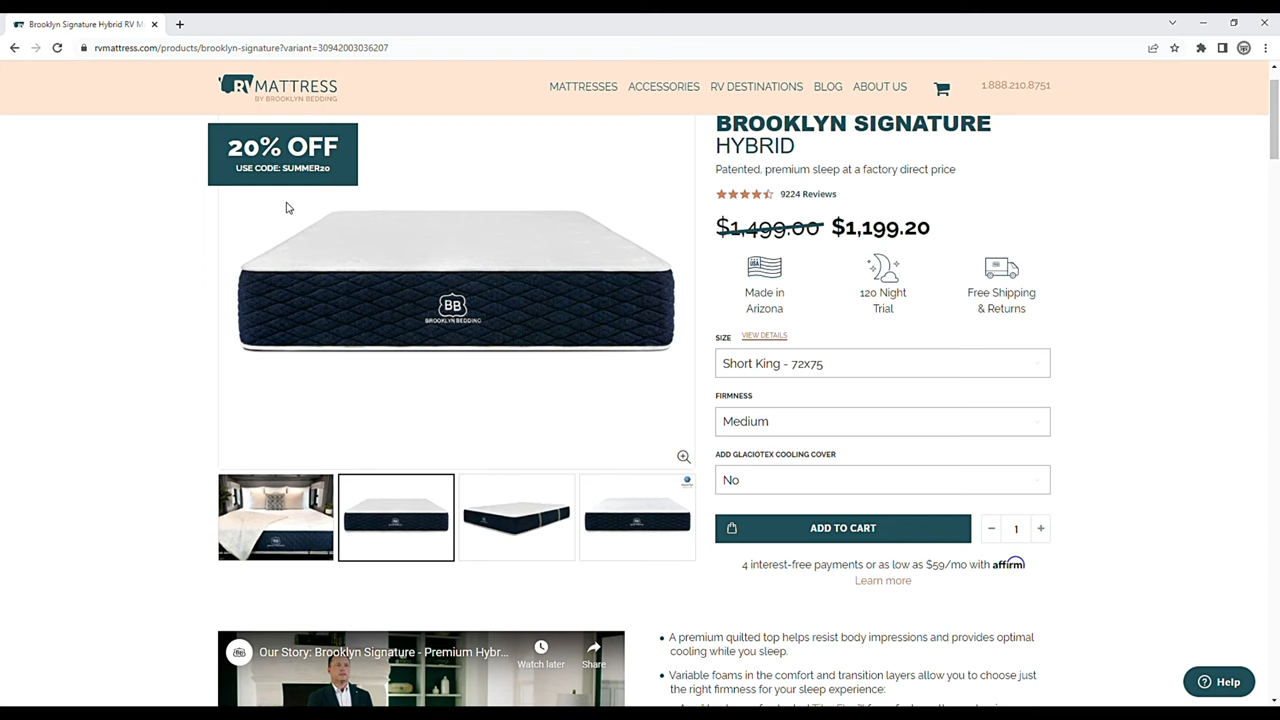 Brooklyn Signature Hybrid RV M
rvmattress.com/products/brooklyn-signature?variant=30942003036207
RVMATTRESS
BY BROOKLYN BEDDING
MATTRESSES
ACCESSORIES
RV DESTINATIONS
BLOG
ABOUT US
1.888.210.8751
20% OFF
USE CODE: SUMMER20
BB
BROOKLYN BEDDING
BROOKLYN SIGNATURE
HYBRID
Patented, premium sleep at a factory direct price
9224 Reviews
$1,499.00 $1,199.20
USA
Made in
Arizona
120 Night
Trial
Free Shipping
& Returns
SIZE VIEW DETAILS
Short King - 72x75
FIRMNESS
Medium
ADD GLACIOTEX COOLING COVER
No
ADD TO CART
− 1 +
4 interest-free payments or as low as $59/mo with affirm
Learn more
Our Story: Brooklyn Signature - Premium Hybr...
Watch later
Share
• A premium quilted top helps resist body impressions and provides optimal
cooling while you sleep.
• Variable foams in the comfort and transition layers allow you to choose just
the right firmness for your sleep experience:
Help